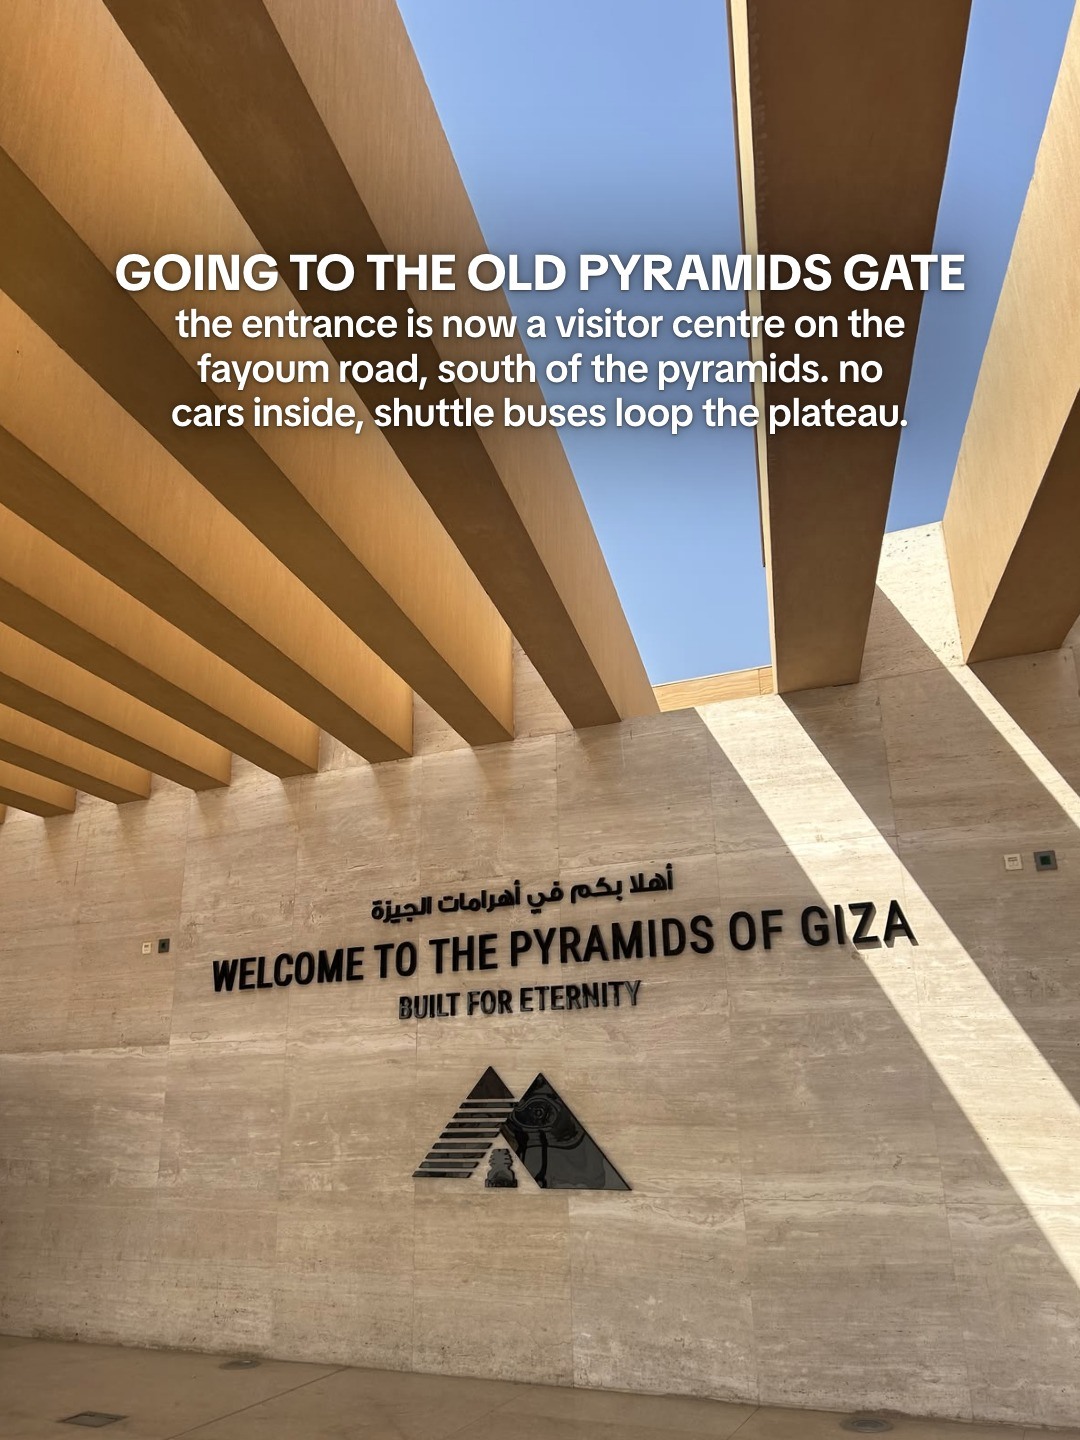 GOING TO THE OLD PYRAMIDS GATE
the entrance is now a visitor centre on the
fayoum road, south of the pyramids. no
cars inside, shuttle buses loop the plateau.
أهلا بكم في أهرامات الجيزة
WELCOME TO THE PYRAMIDS OF GIZA
BUILT FOR ETERNITY